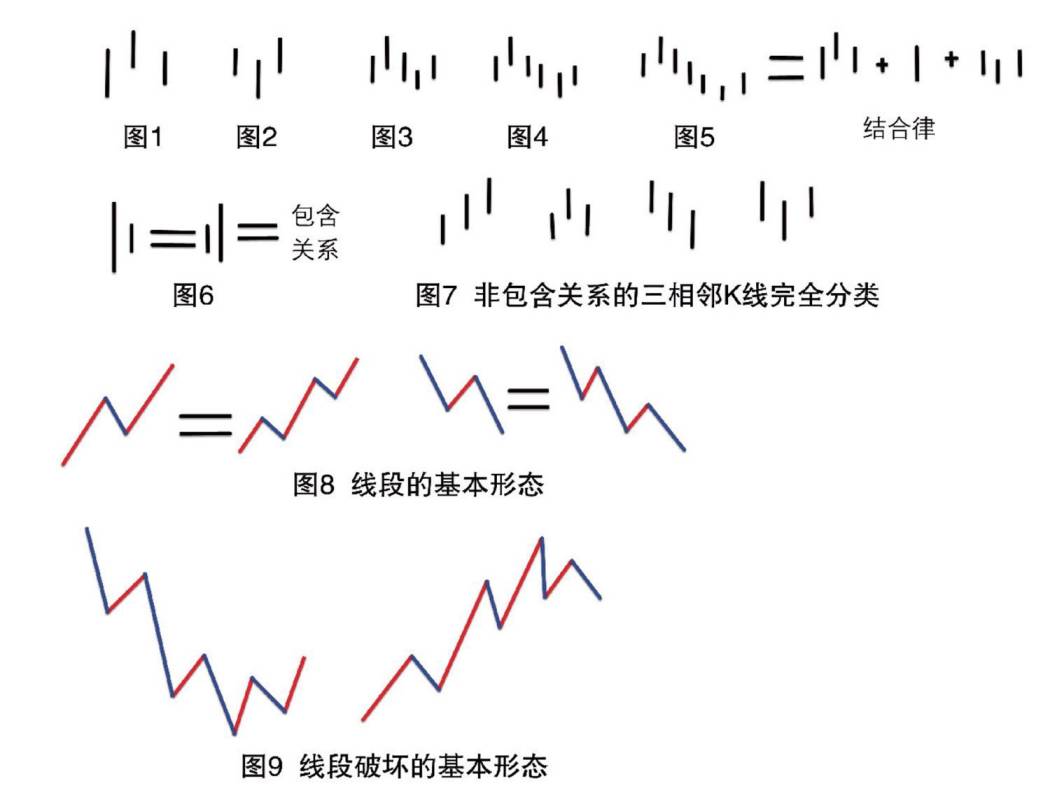 图1
图2
图3
图4
图5
结合律
包含
关系
图6
图7 非包含关系的三相邻K线完全分类
图8 线段的基本形态
图9 线段破坏的基本形态